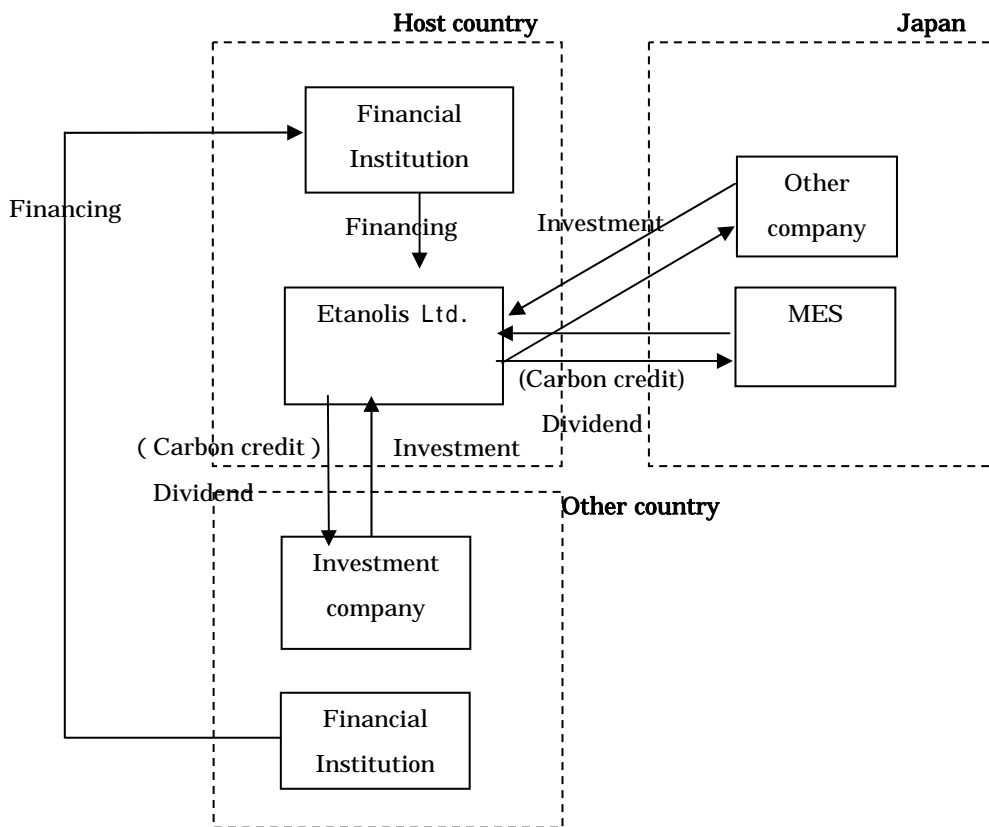 Host country
Japan
Financial
Institution
Other
company
Financing
Financing
Investment
Etanolis Ltd.
MES
(Carbon credit)
Dividend
( Carbon credit )
Investment
Dividend
Other country
Investment
company
Financial
Institution